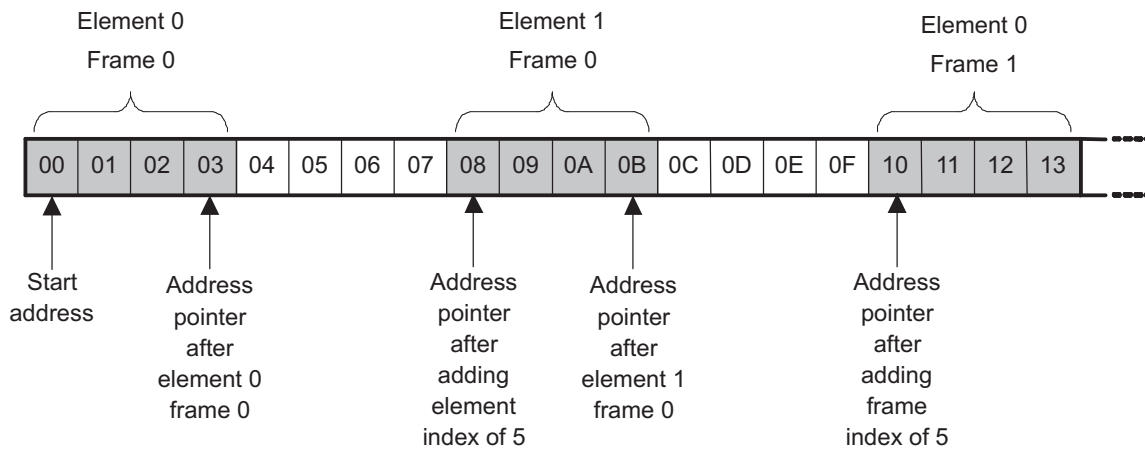 Element 0
Frame 0
Element 1
Frame 0
Element 0
Frame 1
00 01 02 03 04 05 06 07 08 09 0A 0B 0C 0D 0E 0F 10 11 12 13
Start
address
Address
pointer
after
element 0
frame 0
Address
pointer
after
adding
element
index of 5
Address
pointer
after
element 1
frame 0
Address
pointer
after
adding
frame
index of 5